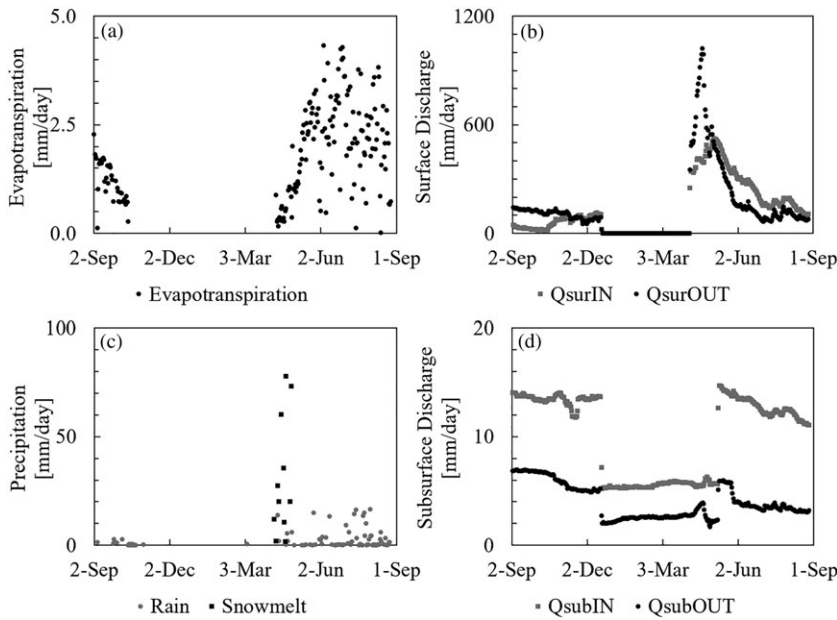 (a)
5.0
2.5
0.0
Evapotranspiration
[mm/day]
2-Sep 2-Dec 3-Mar 2-Jun 1-Sep
Evapotranspiration
(b)
1200
600
0
Surface Discharge
[mm/day]
2-Sep 2-Dec 3-Mar 2-Jun 1-Sep
QsurIN QsurOUT
(c)
100
50
0
Precipitation
[mm/day]
2-Sep 2-Dec 3-Mar 2-Jun 1-Sep
Rain Snowmelt
(d)
20
10
0
Subsurface Discharge
[mm/day]
2-Sep 2-Dec 3-Mar 2-Jun 1-Sep
QsubIN QsubOUT